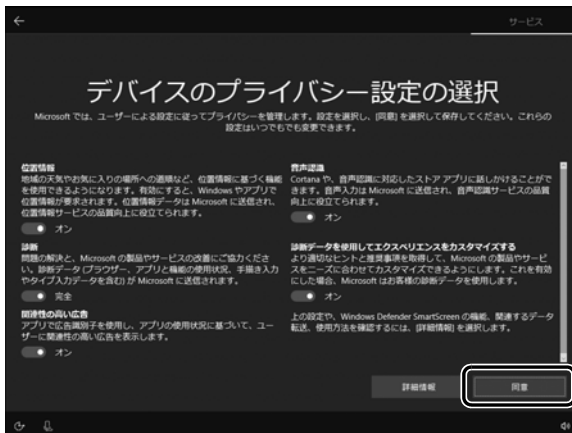 サービス
デバイスのプライバシー設定の選択
Microsoft では、ユーザーによる設定に従ってプライバシーを管理します。設定を選択し、[同意] を選択して保存してください。これらの
設定はいつでも変更できます。
位置情報
地域の天気やお気に入りの場所への道順など、位置情報に基づく機能
を使用できるようになります。有効にすると、Windows やアプリで
位置情報が要求されます。位置情報データは Microsoft に送信され、
位置情報サービスの品質向上に役立てられます。
オン
診断
問題の解決と、Microsoft の製品やサービスの改善にご協力くださ
い。診断データ (ブラウザー、アプリと機能の使用状況、手描き入力
やタイプ入力データを含む) が Microsoft に送信されます。
完全
関連性の高い広告
アプリで広告識別子を使用し、アプリの使用状況に基づいて、ユー
ザーに関連性の高い広告を表示します。
オン
音声認識
Cortana や、音声認識に対応したストア アプリに話しかけることがで
きます。音声入力は Microsoft に送信され、音声認識サービスの品質
向上に役立てられます。
オン
診断データを使用してエクスペリエンスをカスタマイズする
より適切なヒントと推奨事項を取得して、Microsoft の製品やサービ
スをニーズに合わせてカスタマイズできるようにします。これを有効
にした場合、Microsoft はお客様の診断データを使用します。
オン
上の設定や、Windows Defender SmartScreen の機能、関連するデータ
転送、使用方法を確認するには、[詳細情報] を選択します。
詳細情報
同意